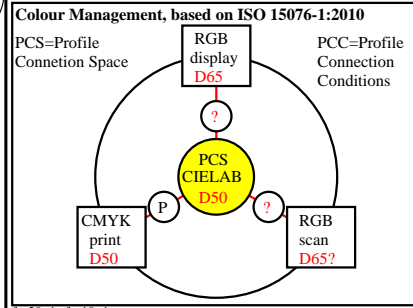 Colour Management, based on ISO 15076-1:2010
PCS=Profile
Connetion Space
RGB
display
D65
PCC=Profile
Connection
Conditions
?
PCS
CIELAB
D50
P
?
CMYK
print
D50
RGB
scan
D65?